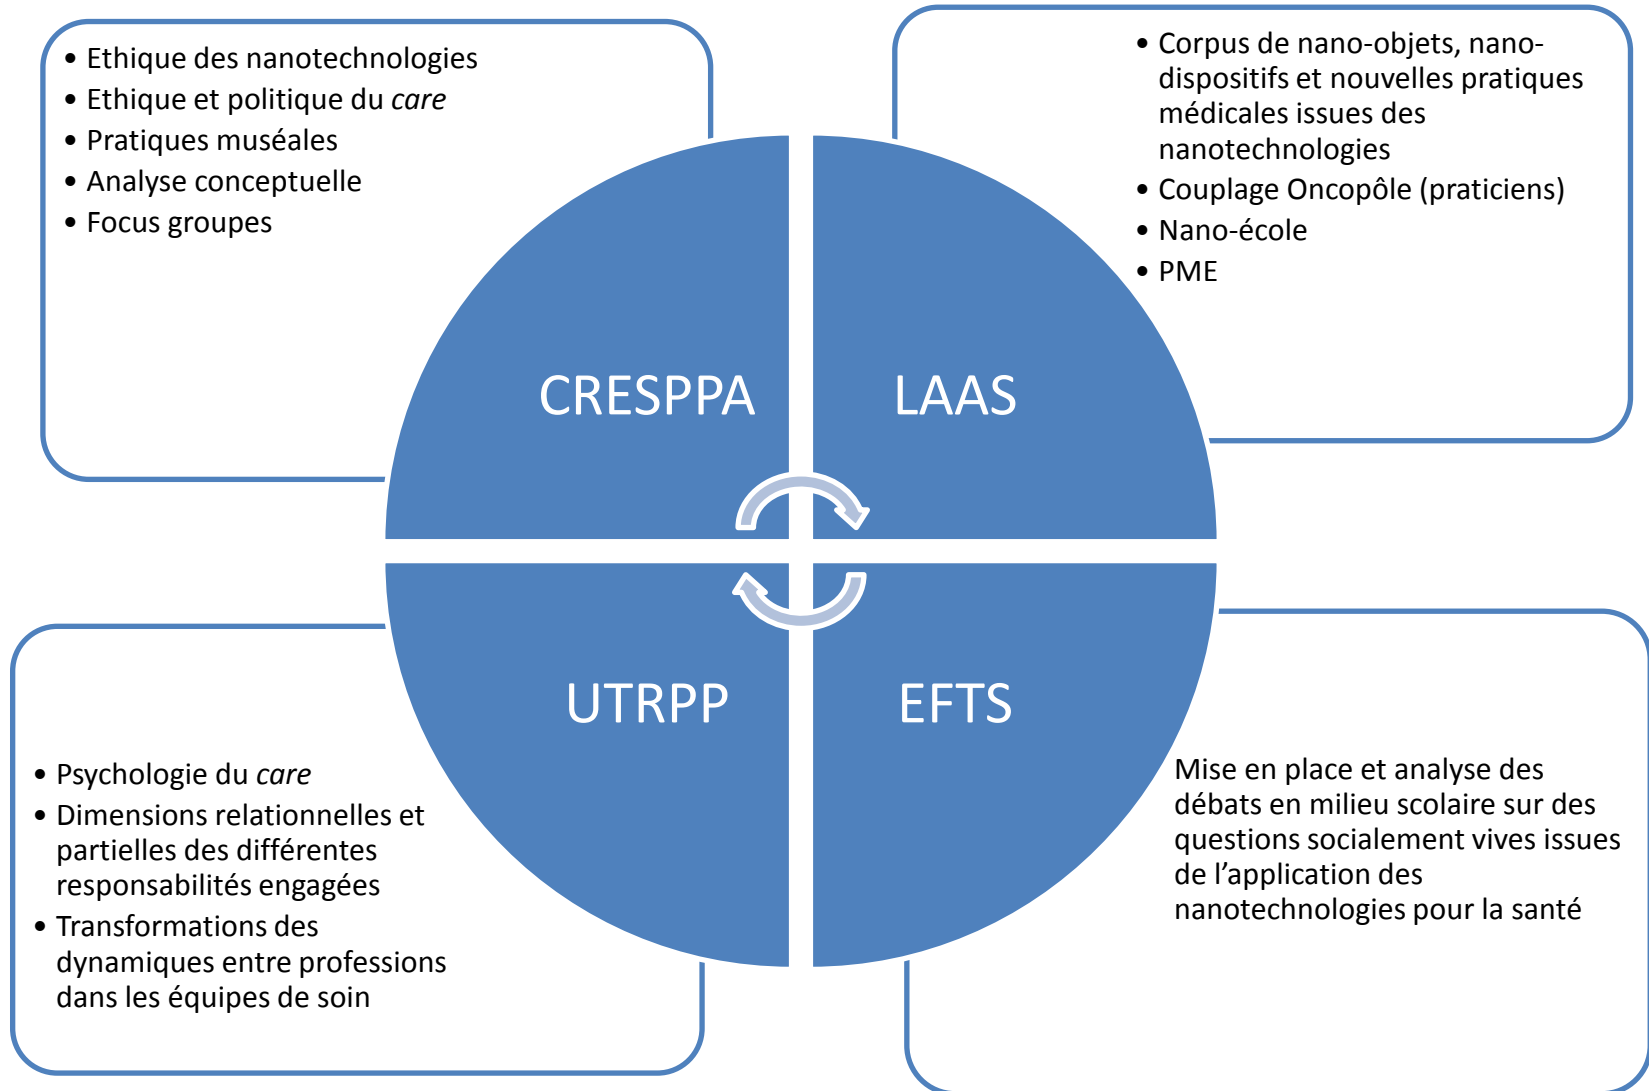 • Ethique des nanotechnologies
• Ethique et politique du care
• Pratiques muséales
• Analyse conceptuelle
• Focus groupes
• Corpus de nano-objets, nano-
dispositifs et nouvelles pratiques
médicales issues des
nanotechnologies
• Couplage Oncopôle (praticiens)
• Nano-école
• PME
CRESPPA
LAAS
UTRPP
EFTS
• Psychologie du care
• Dimensions relationnelles et
partielles des différentes
responsabilités engagées
• Transformations des
dynamiques entre professions
dans les équipes de soin
Mise en place et analyse des
débats en milieu scolaire sur des
questions socialement vives issues
de l’application des
nanotechnologies pour la santé